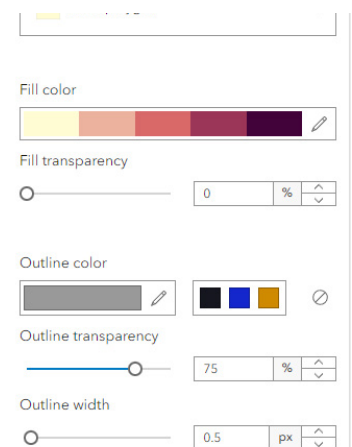 Fill color
Fill transparency
0 %
Outline color
Outline transparency
75 %
Outline width
0.5 px